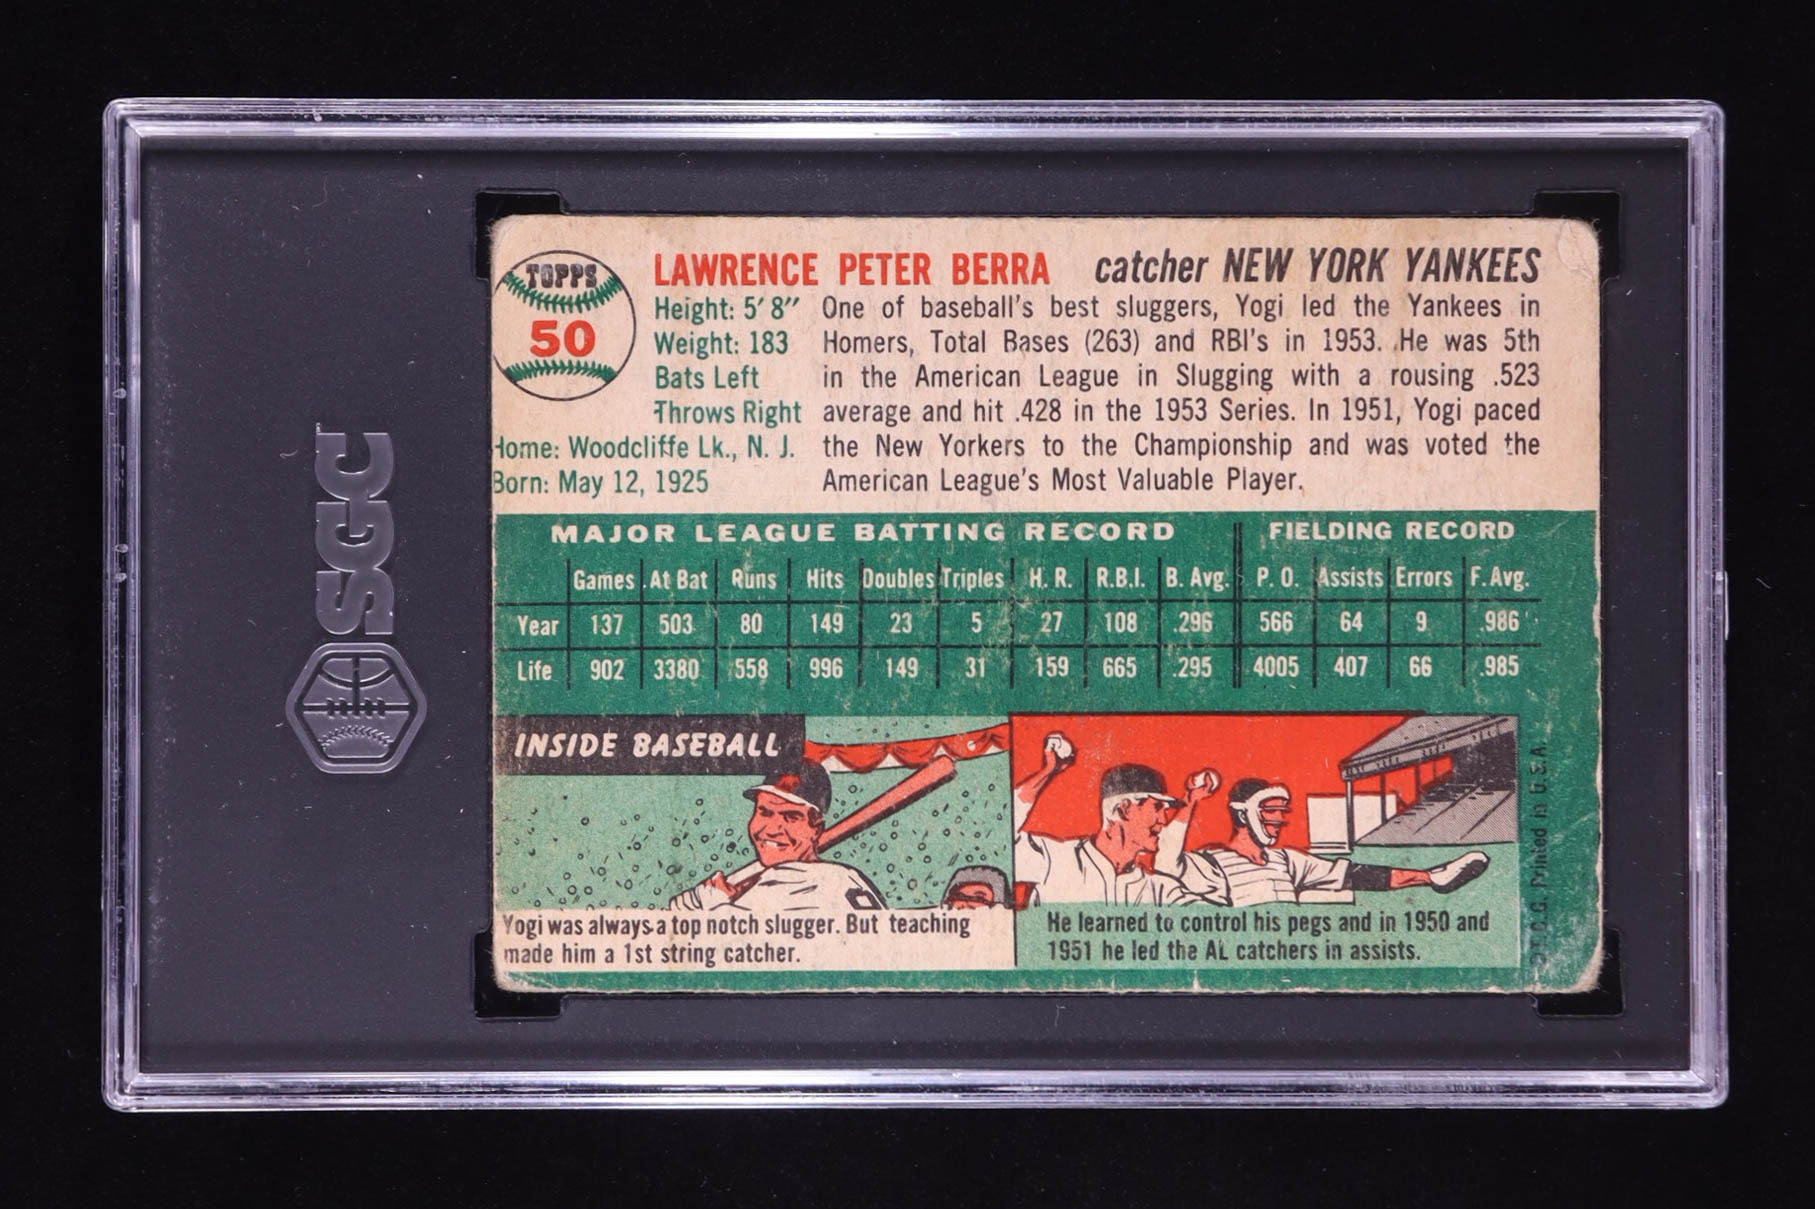 SGC
TOPPS
50
LAWRENCE PETER BERRA catcher NEW YORK YANKEES
Height: 5' 8"
Weight: 183
Bats Left
Throws Right
Home: Woodcliffe Lk., N. J.
Born: May 12, 1925
One of baseball's best sluggers, Yogi led the Yankees in
Homers, Total Bases (263) and RBI's in 1953. He was 5th
in the American League in Slugging with a rousing .523
average and hit .428 in the 1953 Series. In 1951, Yogi paced
the New Yorkers to the Championship and was voted the
American League's Most Valuable Player.
MAJOR LEAGUE BATTING RECORD FIELDING RECORD
Games At Bat Runs Hits Doubles Triples H. R. R.B.I. B. Avg. P. O. Assists Errors F. Avg.
Year 137 503 80 149 23 5 27 108 .296 566 64 9 .986
Life 902 3380 558 996 149 31 159 665 .295 4005 407 66 .985
INSIDE BASEBALL
Yogi was always a top notch slugger. But teaching
made him a 1st string catcher.
He learned to control his pegs and in 1950 and
1951 he led the AL catchers in assists.
T.C.G. Printed in U.S.A.